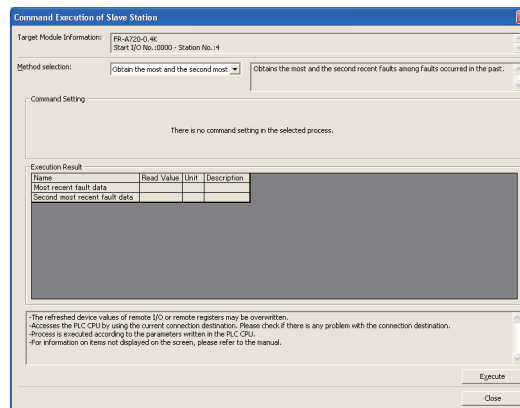 Command Execution of Slave Station
Target Module Information:
FR-A720-0.4K
Start I/O No.:0000 - Station No.:4
Method selection:
Obtain the most and the second most
Obtains the most and the second recent faults among faults occurred in the past.
Command Setting
There is no command setting in the selected process.
Execution Result
Name Read Value Unit Description
Most recent fault data
Second most recent fault data
-The refreshed device values of remote I/O or remote registers may be overwritten.
-Accesses the PLC CPU by using the current connection destination. Please check if there is any problem with the connection destination.
-Process is executed according to the parameters written in the PLC CPU.
-For information on items not displayed on the screen, please refer to the manual.
Execute
Close